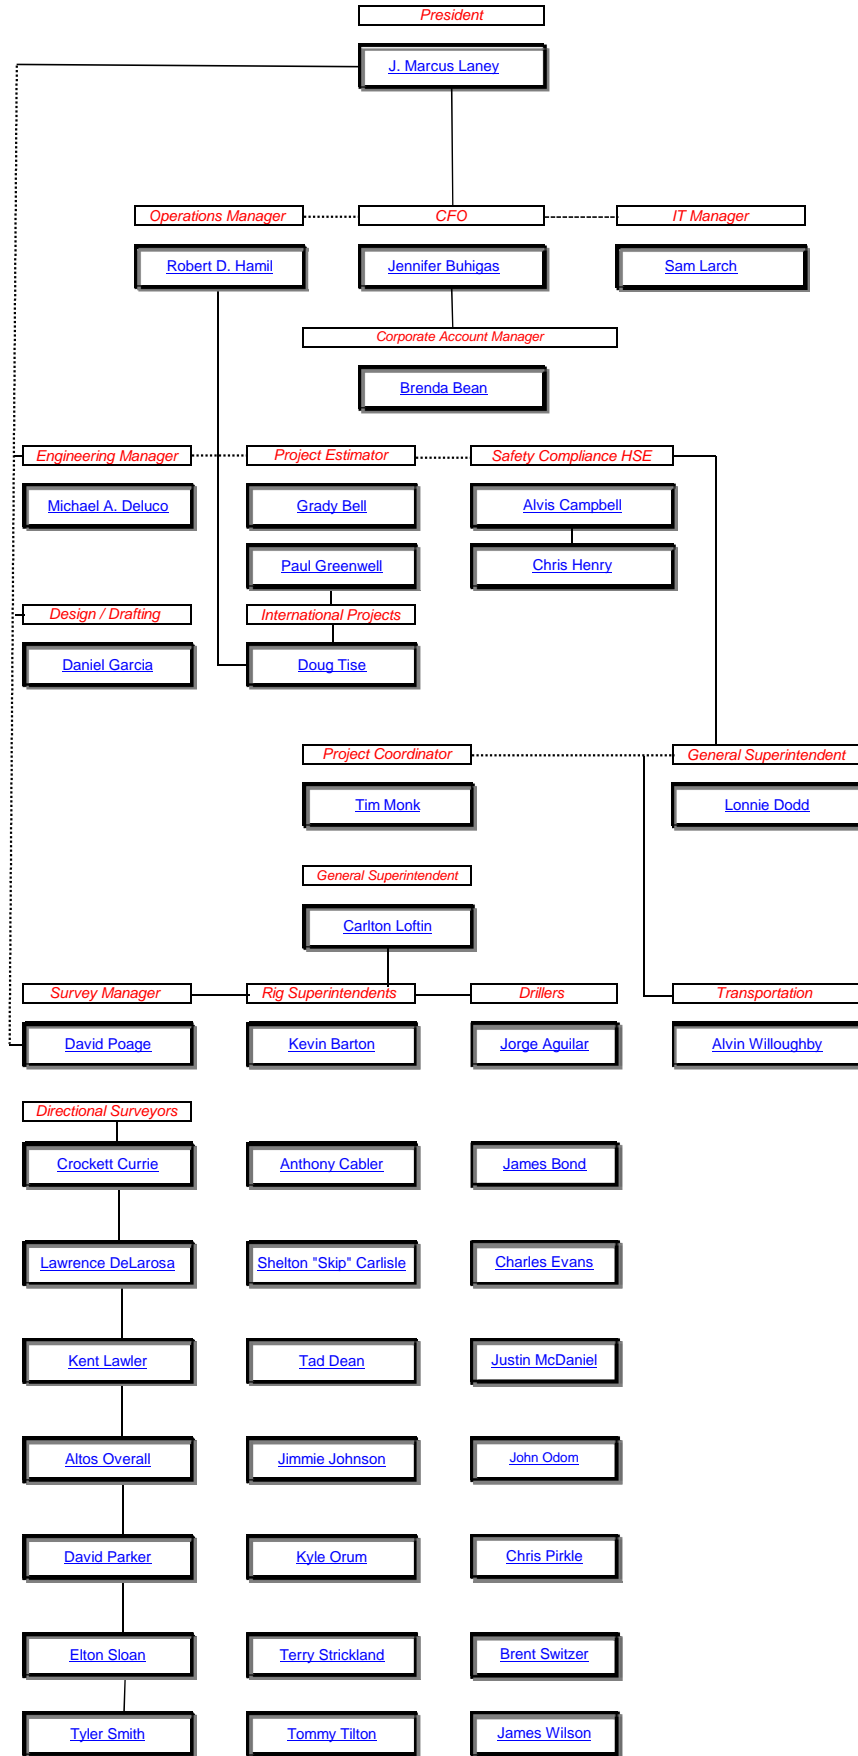 President
J. Marcus Laney
Operations Manager
CFO
IT Manager
Robert D. Hamil
Jennifer Buhigas
Sam Larch
Corporate Account Manager
Brenda Bean
Engineering Manager
Project Estimator
Safety Compliance HSE
Michael A. Deluco
Grady Bell
Alvis Campbell
Paul Greenwell
Chris Henry
Design / Drafting
International Projects
Daniel Garcia
Doug Tise
Project Coordinator
General Superintendent
Tim Monk
Lonnie Dodd
General Superintendent
Carlton Loftin
Survey Manager
Rig Superintendents
Drillers
Transportation
David Poage
Kevin Barton
Jorge Aguilar
Alvin Willoughby
Directional Surveyors
Crockett Currie
Anthony Cabler
James Bond
Lawrence DeLarosa
Shelton "Skip" Carlisle
Charles Evans
Kent Lawler
Tad Dean
Justin McDaniel
Altos Overall
Jimmie Johnson
John Odom
David Parker
Kyle Orum
Chris Pirkle
Elton Sloan
Terry Strickland
Brent Switzer
Tyler Smith
Tommy Tilton
James Wilson